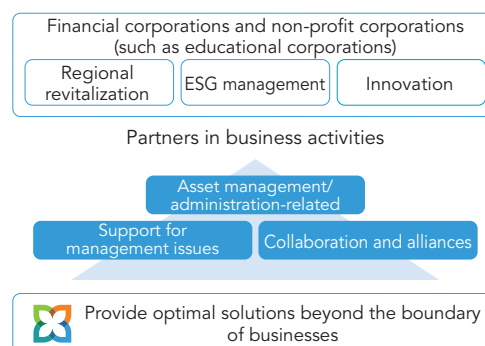 Financial corporations and non-profit corporations
(such as educational corporations)
Regional
revitalization
ESG management
Innovation
Partners in business activities
Asset management/
administration-related
Support for
management issues
Collaboration and alliances
Provide optimal solutions beyond the boundary
of businesses